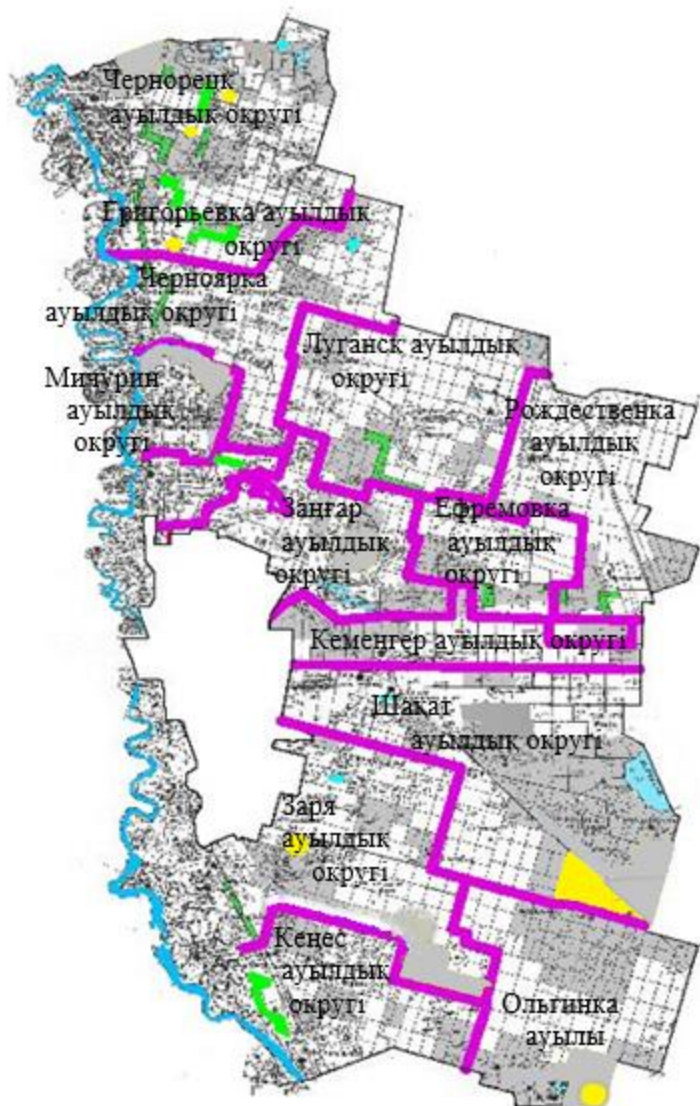 Чернорецк
ауылдық округі
Григорьевка ауылдық
округі
Черноярка
ауылдық округі
Луганск ауылдық
округі
Мичурин
ауылдық
округі
Рождественка
ауылдық
округі
Заңғар
ауылдық
округі
Ефремовка
ауылдық
округі
Кемеңгер ауылдық округі
Шақат
ауылдық округі
Заря
ауылдық
округі
Кеңес
ауылдық
округі
Ольгинка
ауылы